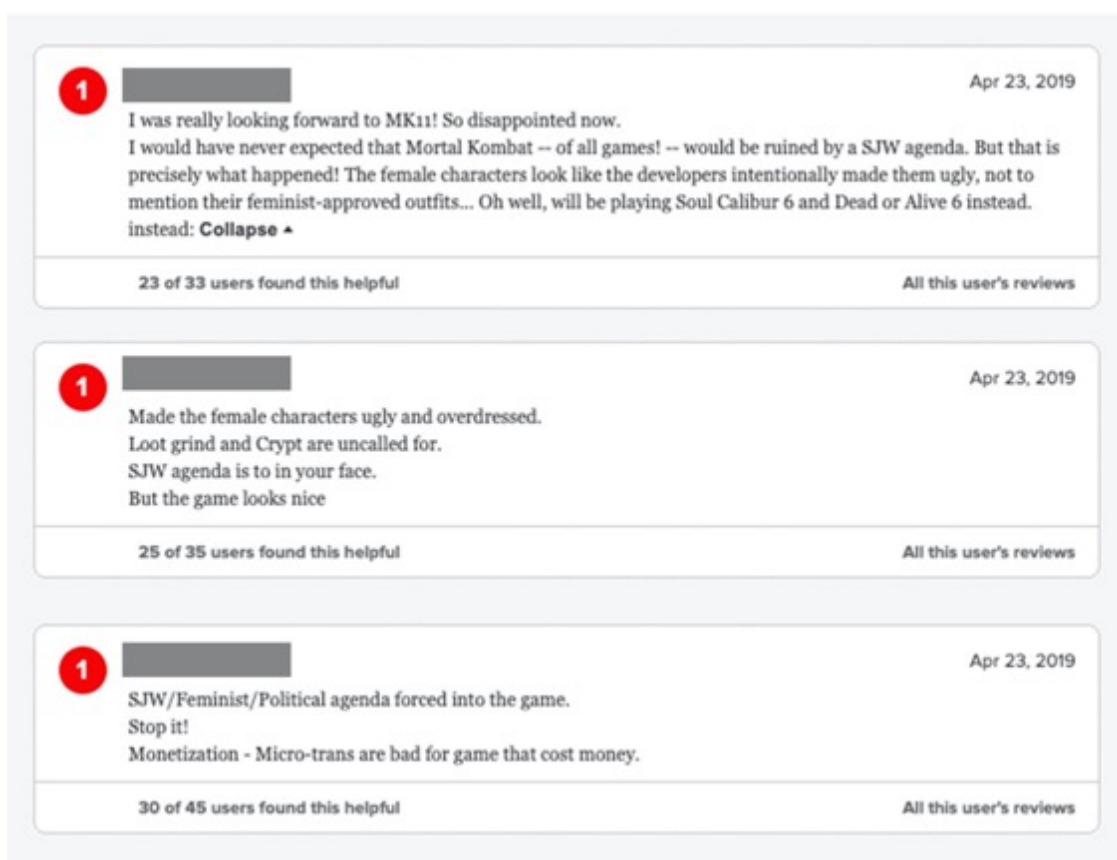 1
Apr 23, 2019
I was really looking forward to MK11! So disappointed now.
I would have never expected that Mortal Kombat -- of all games! -- would be ruined by a SJW agenda. But that is
precisely what happened! The female characters look like the developers intentionally made them ugly, not to
mention their feminist-approved outfits... Oh well, will be playing Soul Calibur 6 and Dead or Alive 6 instead.
instead: Collapse
23 of 33 users found this helpful
All this user's reviews
1
Apr 23, 2019
Made the female characters ugly and overdressed.
Loot grind and Crypt are uncalled for.
SJW agenda is to in your face.
But the game looks nice
25 of 35 users found this helpful
All this user's reviews
1
Apr 23, 2019
SJW/Feminist/Political agenda forced into the game.
Stop it!
Monetization - Micro-trans are bad for game that cost money.
30 of 45 users found this helpful
All this user's reviews